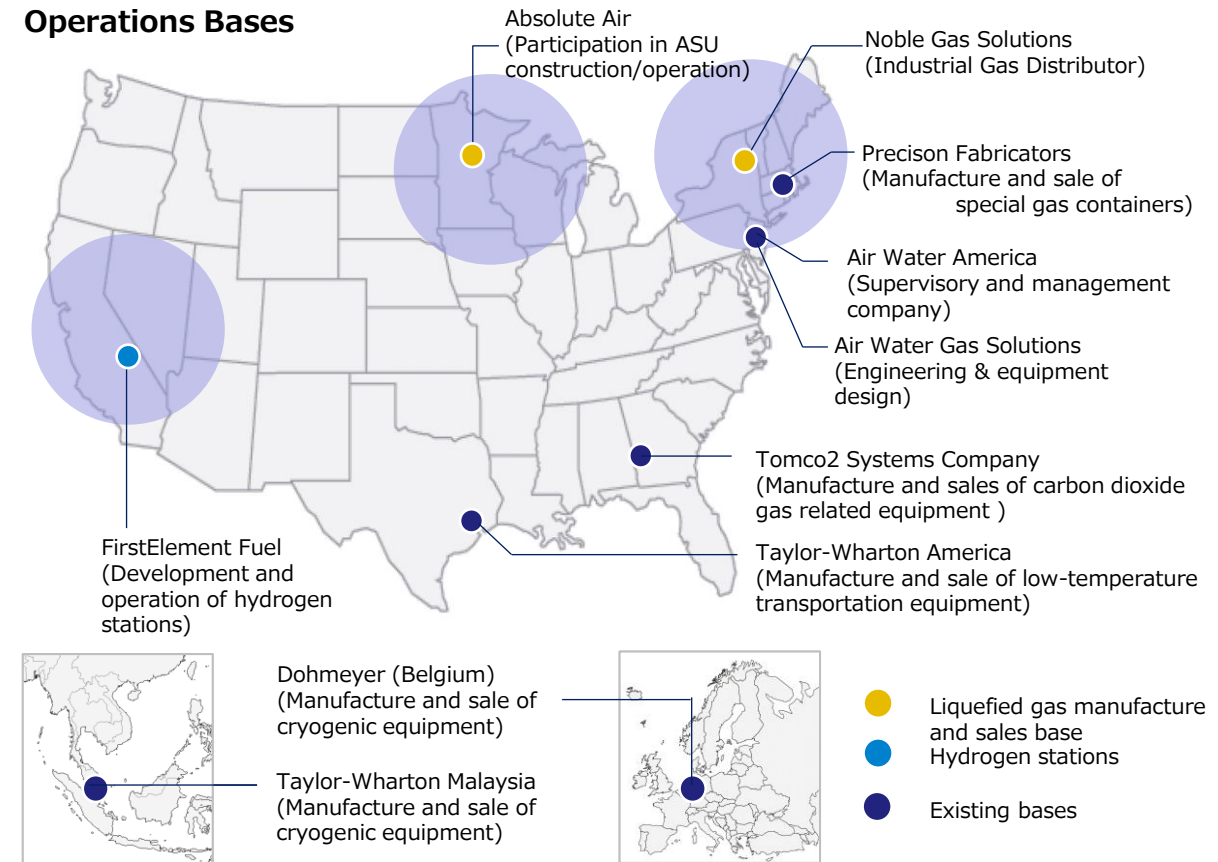 Operations Bases
Absolute Air
(Participation in ASU
construction/operation)
Noble Gas Solutions
(Industrial Gas Distributor)
Precison Fabricators
(Manufacture and sale of
special gas containers)
Air Water America
(Supervisory and management
company)
Air Water Gas Solutions
(Engineering & equipment
design)
Tomco2 Systems Company
(Manufacture and sales of carbon dioxide
gas related equipment )
Taylor-Wharton America
(Manufacture and sale of low-temperature
transportation equipment)
FirstElement Fuel
(Development and
operation of hydrogen
stations)
Dohmeyer (Belgium)
(Manufacture and sale of
cryogenic equipment)
Taylor-Wharton Malaysia
(Manufacture and sale of
cryogenic equipment)
Liquefied gas manufacture
and sales base
Hydrogen stations
Existing bases